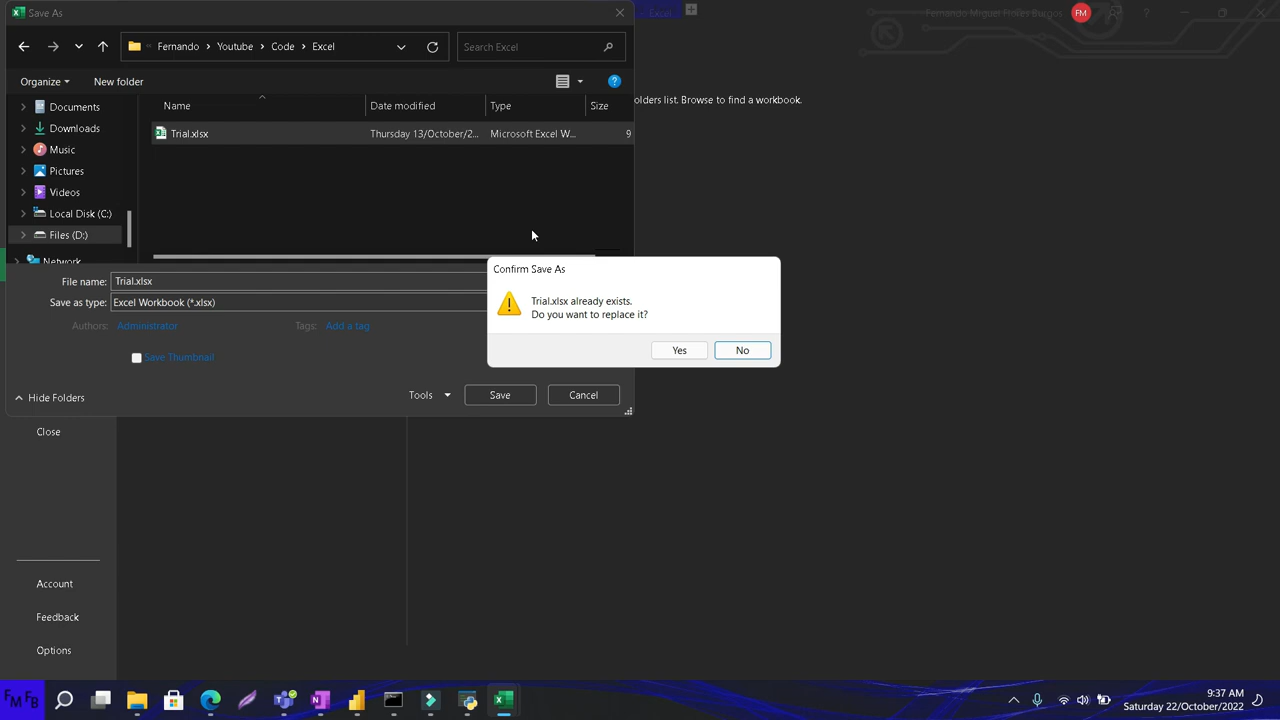 Save As
- Excel
Fernando Miguel Flores Burgos
FM
?
Fernando > Youtube > Code > Excel
Search Excel
Organize
New folder
?
olders list. Browse to find a workbook.
Documents
Downloads
Music
Pictures
Videos
Local Disk (C:)
Files (D:)
Network
Name
Date modified
Type
Size
Trial.xlsx
Thursday 13/October/2...
Microsoft Excel W...
9
File name:
Trial.xlsx
Save as type:
Excel Workbook (*.xlsx)
Authors:
Administrator
Tags:
Add a tag
Save Thumbnail
Hide Folders
Tools
Save
Cancel
Confirm Save As
Trial.xlsx already exists.
Do you want to replace it?
Yes
No
Close
Account
Feedback
Options
FM FB
9:37 AM
Saturday 22/October/2022